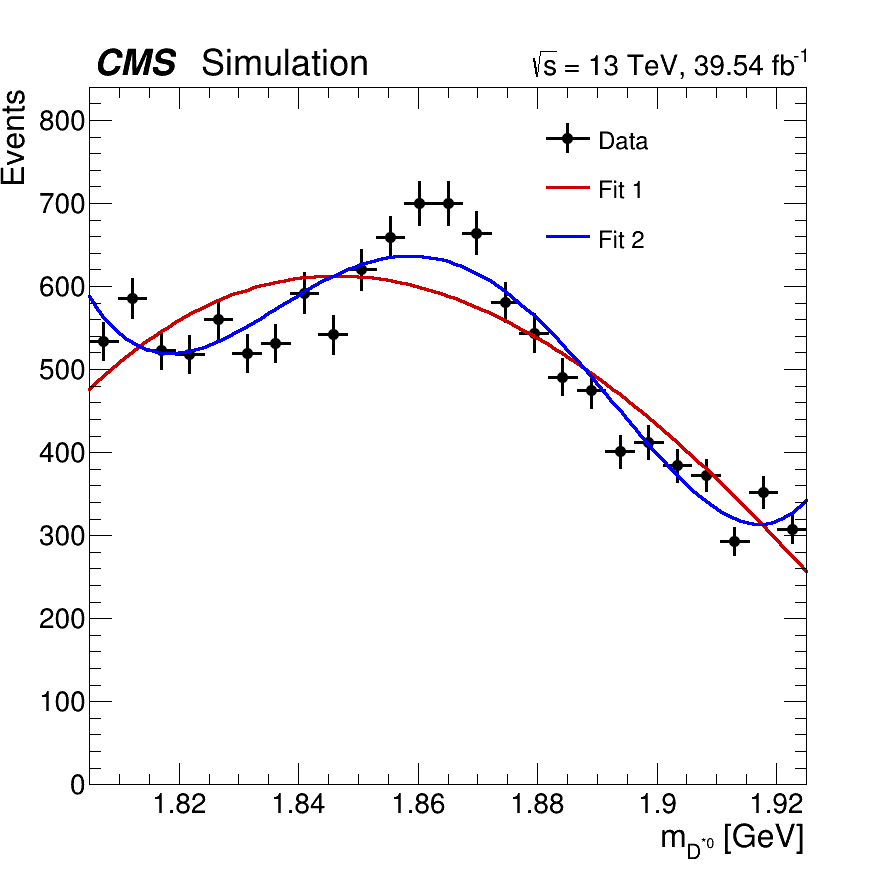 CMS Simulation
√s = 13 TeV, 39.54 fb⁻¹
Events
800
700
600
500
400
300
200
100
0
Data
Fit 1
Fit 2
1.82 1.84 1.86 1.88 1.9 1.92
m_D*0 [GeV]